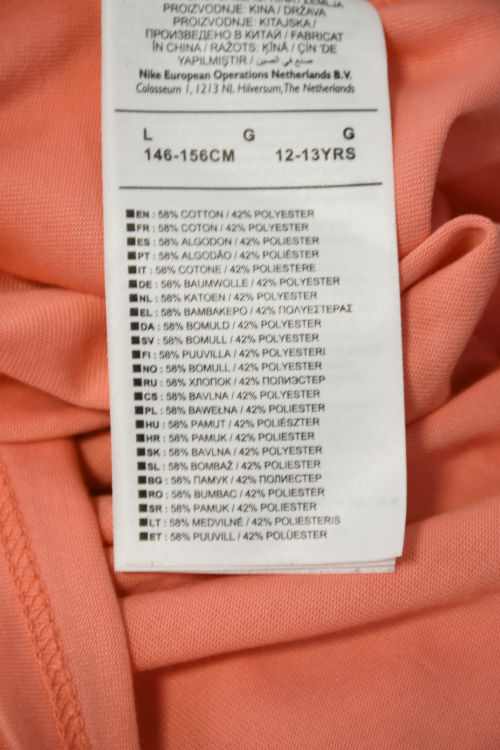 PROIZVODNJE: KINA / DRŽAVA
PROIZVODNJE: KITAJSKA /
ПРОИЗВЕДЕНО В КИТАЙ / FABRICAT
ÎN CHINA / RAŽOTS: ĶĪNĀ / ÇİN 'DE
YAPILMIŞTIR / صنع في الصين
Nike European Operations Netherlands B.V.
Colosseum 1, 1213 NL Hilversum, The Netherlands
L G G
146-156CM 12-13YRS
EN : 58% COTTON / 42% POLYESTER
FR : 58% COTON / 42% POLYESTER
ES : 58% ALGODON / 42% POLIESTER
PT : 58% ALGODÃO / 42% POLIÉSTER
IT : 58% COTONE / 42% POLIESTERE
DE : 58% BAUMWOLLE / 42% POLYESTER
NL : 58% KATOEN / 42% POLYESTER
EL : 58% ΒΑΜΒΑΚΕΡΟ / 42% ΠΟΛΥΕΣΤΕΡΑΣ
DA : 58% BOMULD / 42% POLYESTER
SV : 58% BOMULL / 42% POLYESTER
FI : 58% PUUVILLA / 42% POLYESTERI
NO : 58% BOMULL / 42% POLYESTER
RU : 58% ХЛОПОК / 42% ПОЛИЭСТЕР
CS : 58% BAVLNA / 42% POLYESTER
PL : 58% BAWEŁNA / 42% POLIESTER
HU : 58% PAMUT / 42% POLIÉSZTER
HR : 58% PAMUK / 42% POLIESTER
SK : 58% BAVLNA / 42% POLYESTER
SL : 58% BOMBAŽ / 42% POLIESTER
BG : 58% ПАМУК / 42% ПОЛИЕСТЕР
RO : 58% BUMBAC / 42% POLIESTER
SR : 58% PAMUK / 42% POLIESTER
LT : 58% MEDVILNĖ / 42% POLIESTERIS
ET : 58% PUUVILL / 42% POLÜESTER